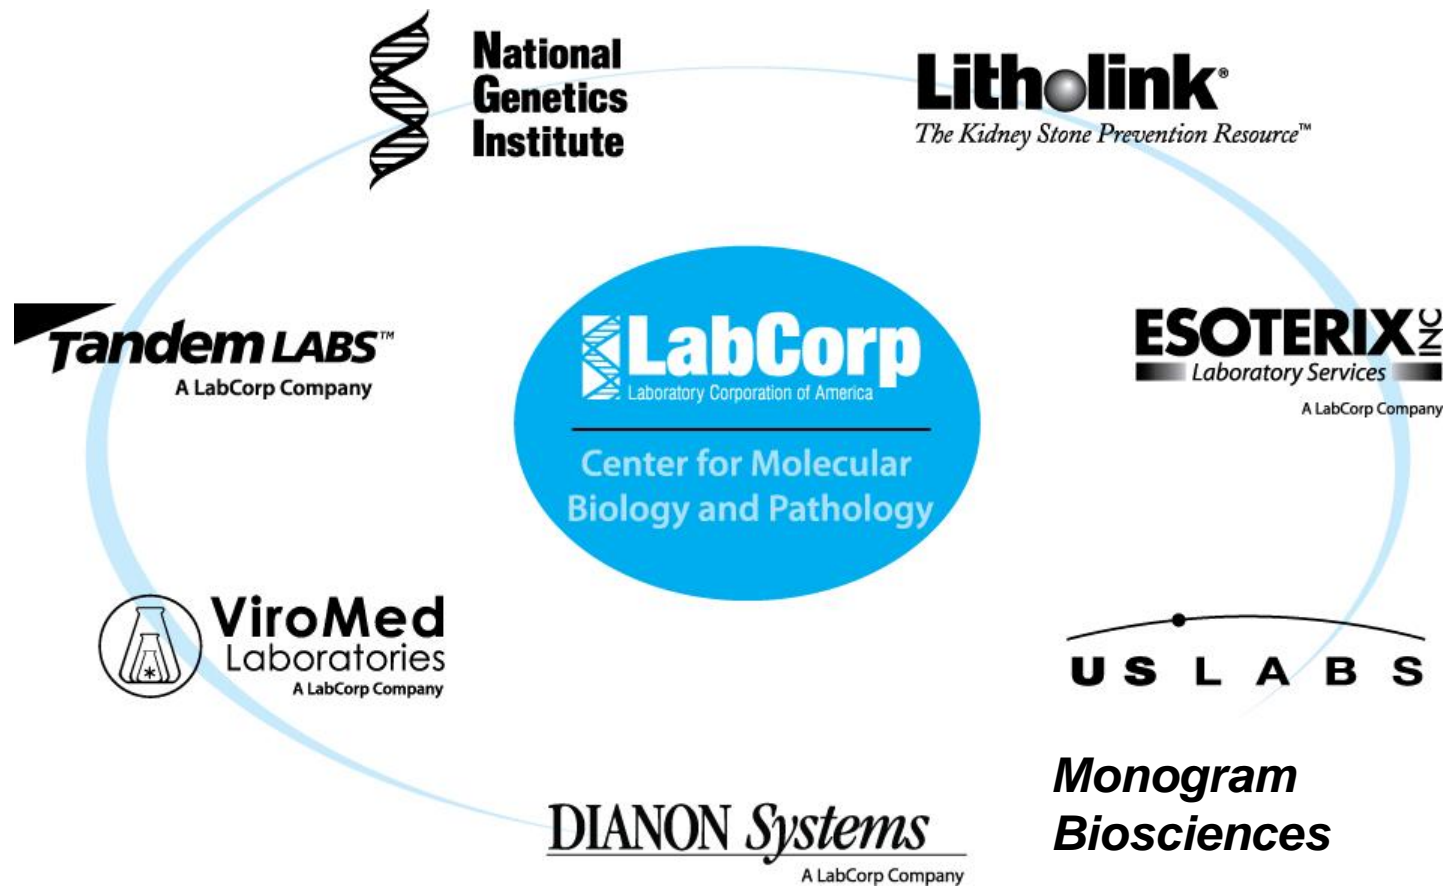 National
Genetics
Institute
Litholink®
The Kidney Stone Prevention Resource™
Tandem LABS™
A LabCorp Company
LabCorp
Laboratory Corporation of America
Center for Molecular
Biology and Pathology
ESOTERIX INC
Laboratory Services
A LabCorp Company
ViroMed
Laboratories
A LabCorp Company
US LABS
Monogram
Biosciences
DIANON Systems
A LabCorp Company